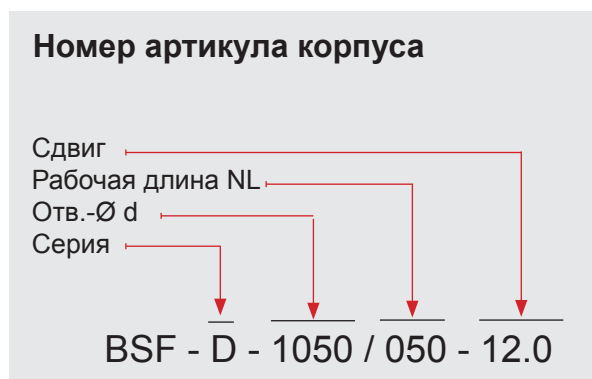 Номер артикула корпуса
Сдвиг
Рабочая длина NL
Отв.-Ø d
Серия
BSF - D - 1050 / 050 - 12.0